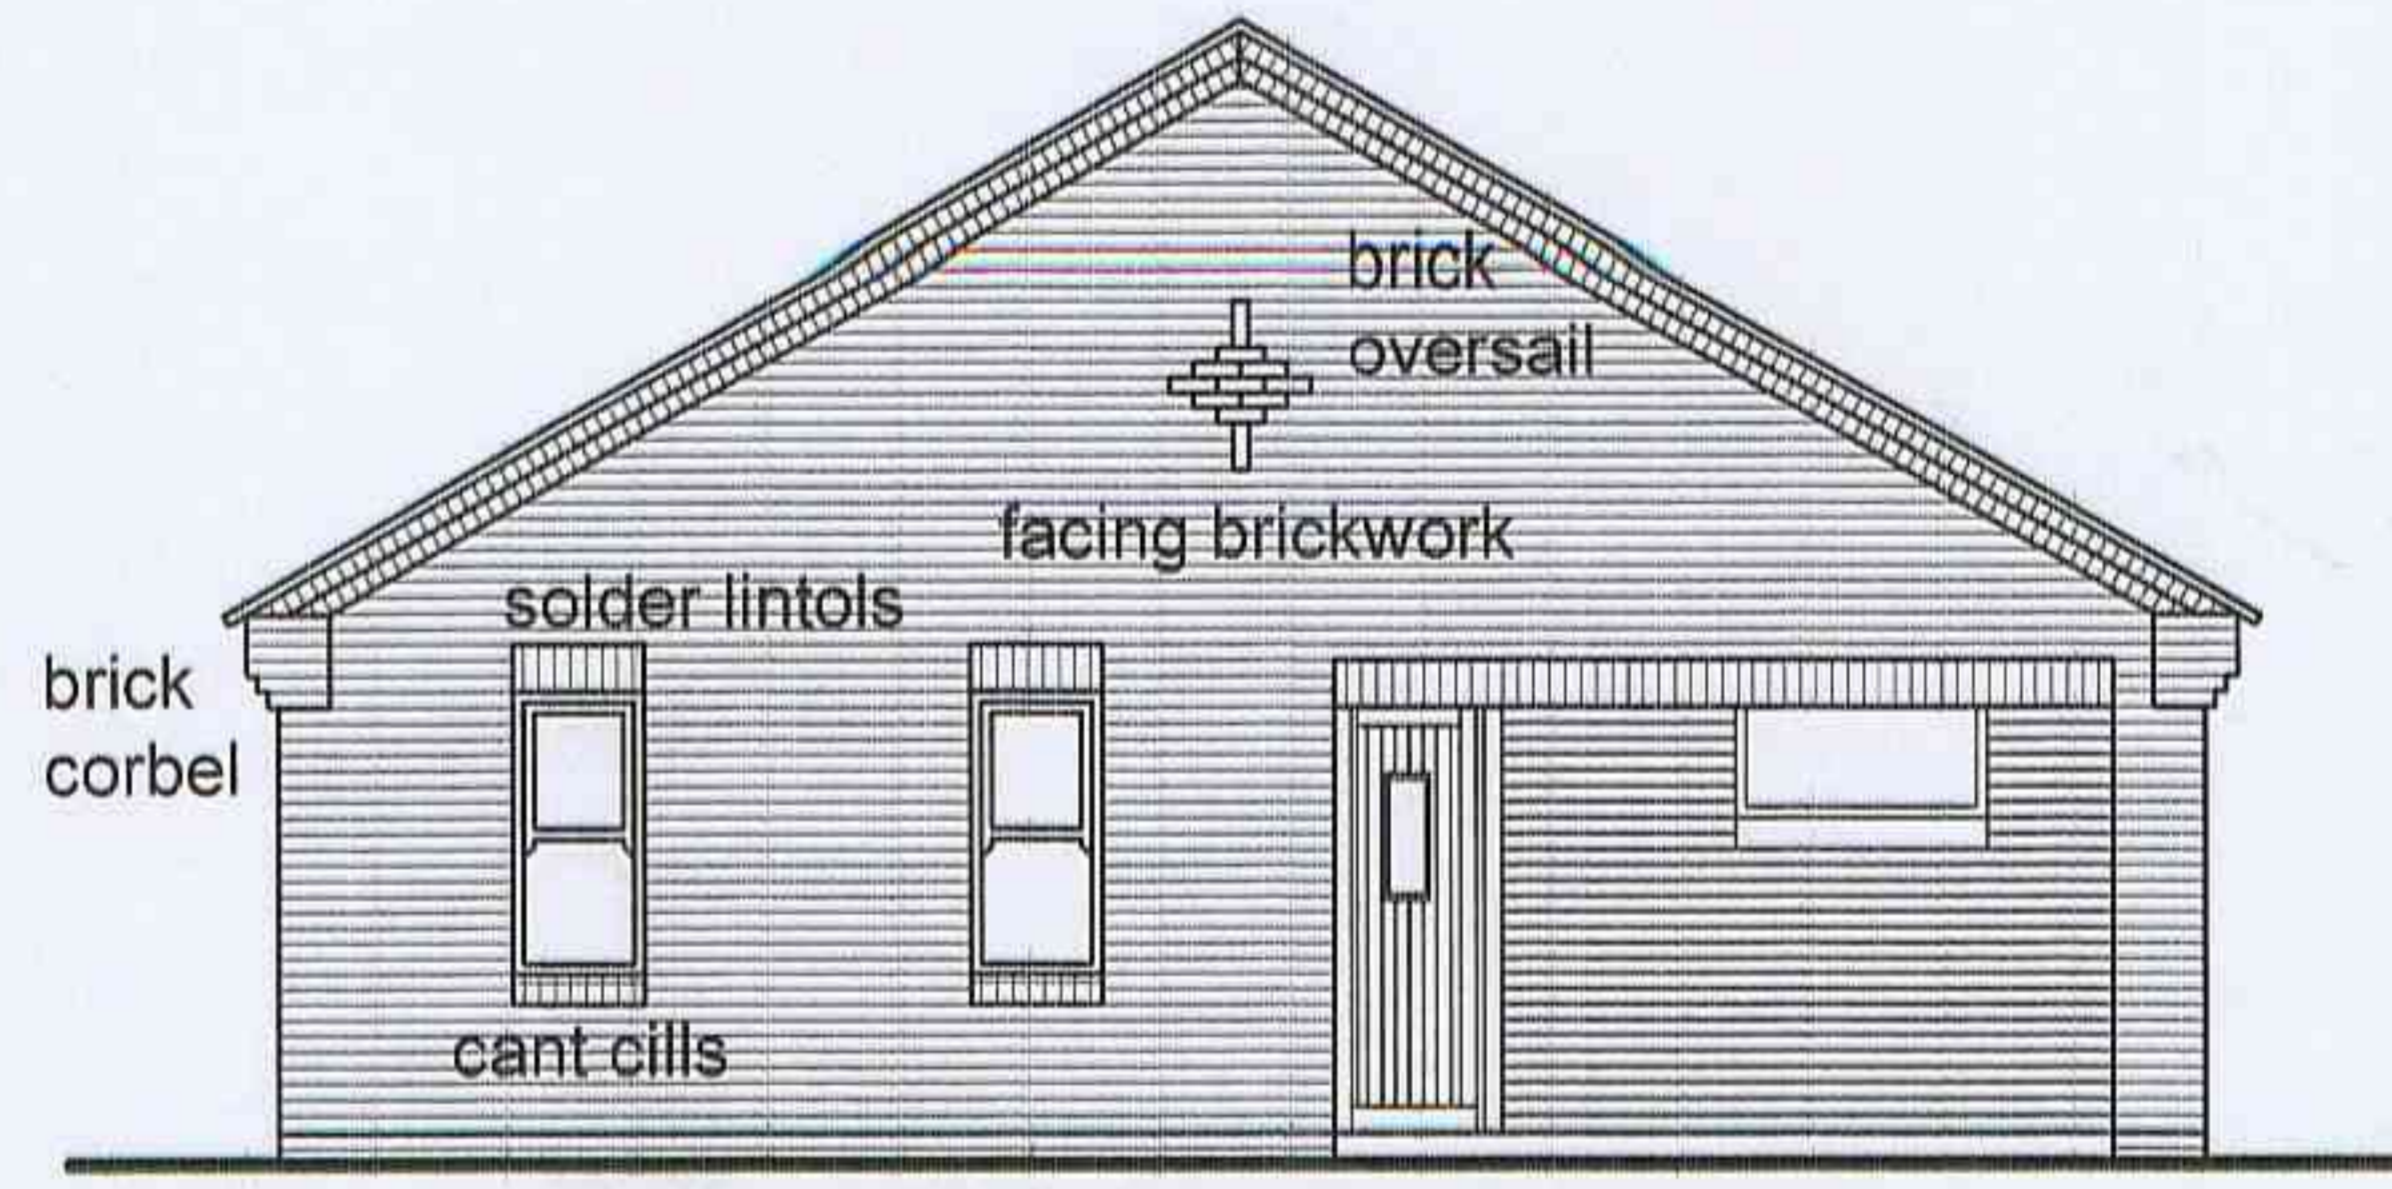 brick
oversail
facing brickwork
solder lintols
brick
corbel
cant cills